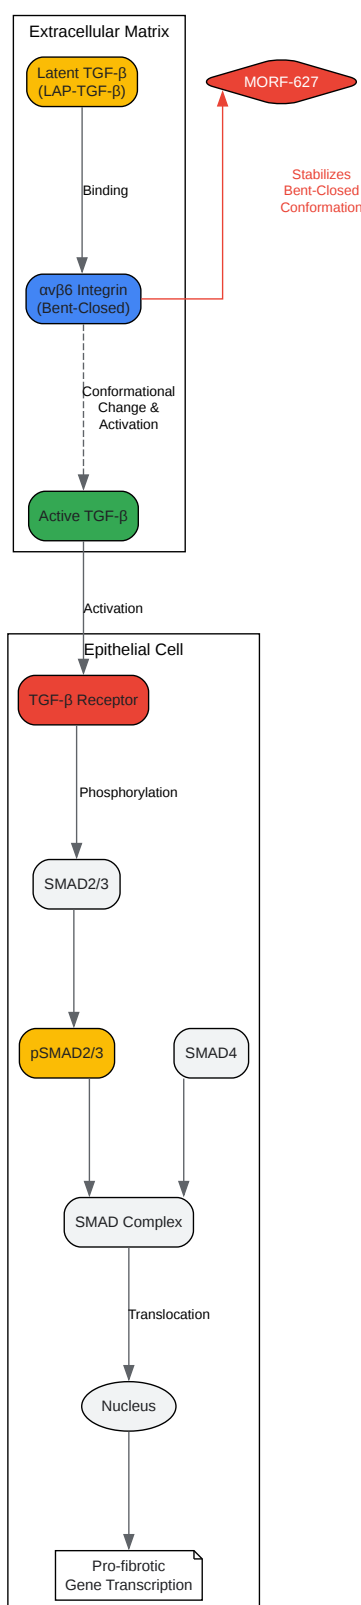 Extracellular Matrix
Latent TGF-β
(LAP-TGF-β)
MORF-627
Stabilizes
Bent-Closed
Conformation
Binding
αvβ6 Integrin
(Bent-Closed)
Conformational
Change &
Activation
Active TGF-β
Activation
Epithelial Cell
TGF-β Receptor
Phosphorylation
SMAD2/3
pSMAD2/3
SMAD4
SMAD Complex
Translocation
Nucleus
Pro-fibrotic
Gene Transcription